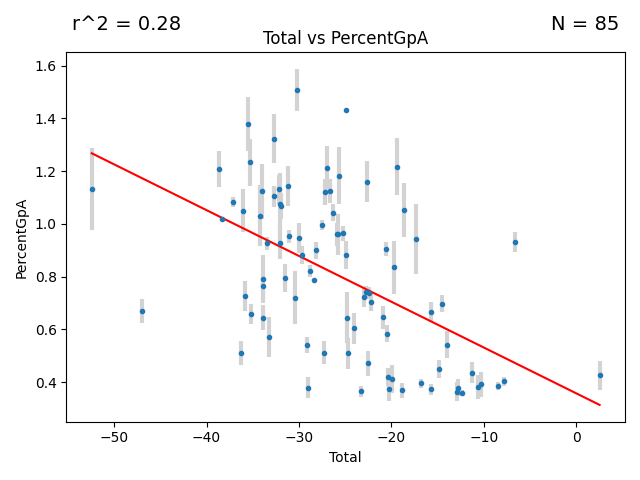 r^2 = 0.28
N = 85
Total vs PercentGpA
PercentGpA
1.6
1.4
1.2
1.0
0.8
0.6
0.4
−50
−40
−30
−20
−10
0
Total